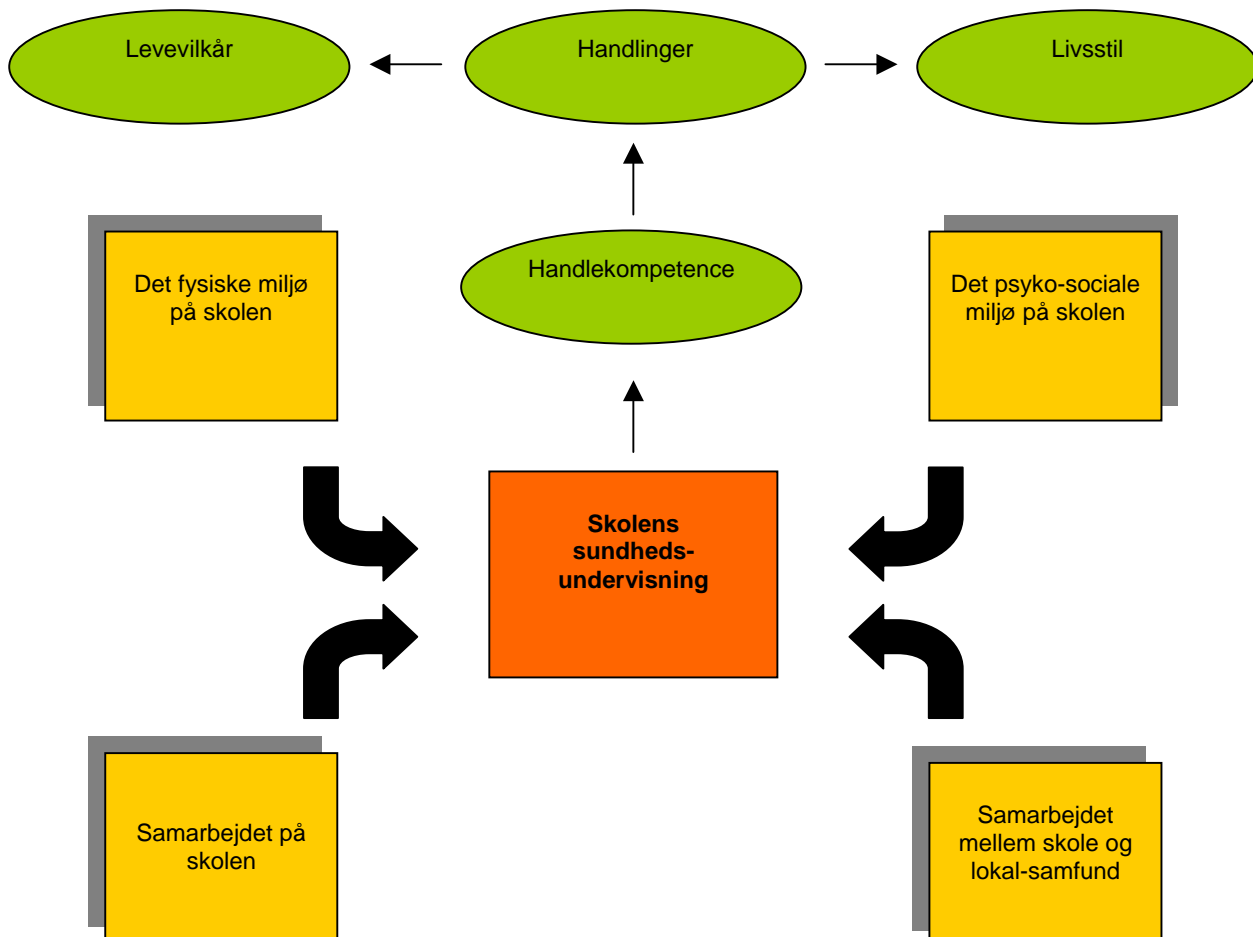 Levevilkår
Handlinger
Livsstil
Det fysiske miljø
på skolen
Handlekompetence
Det psyko-sociale
miljø på skolen
Skolens
sundheds-
undervisning
Samarbejdet på
skolen
Samarbejdet
mellem skole og
lokal-samfund